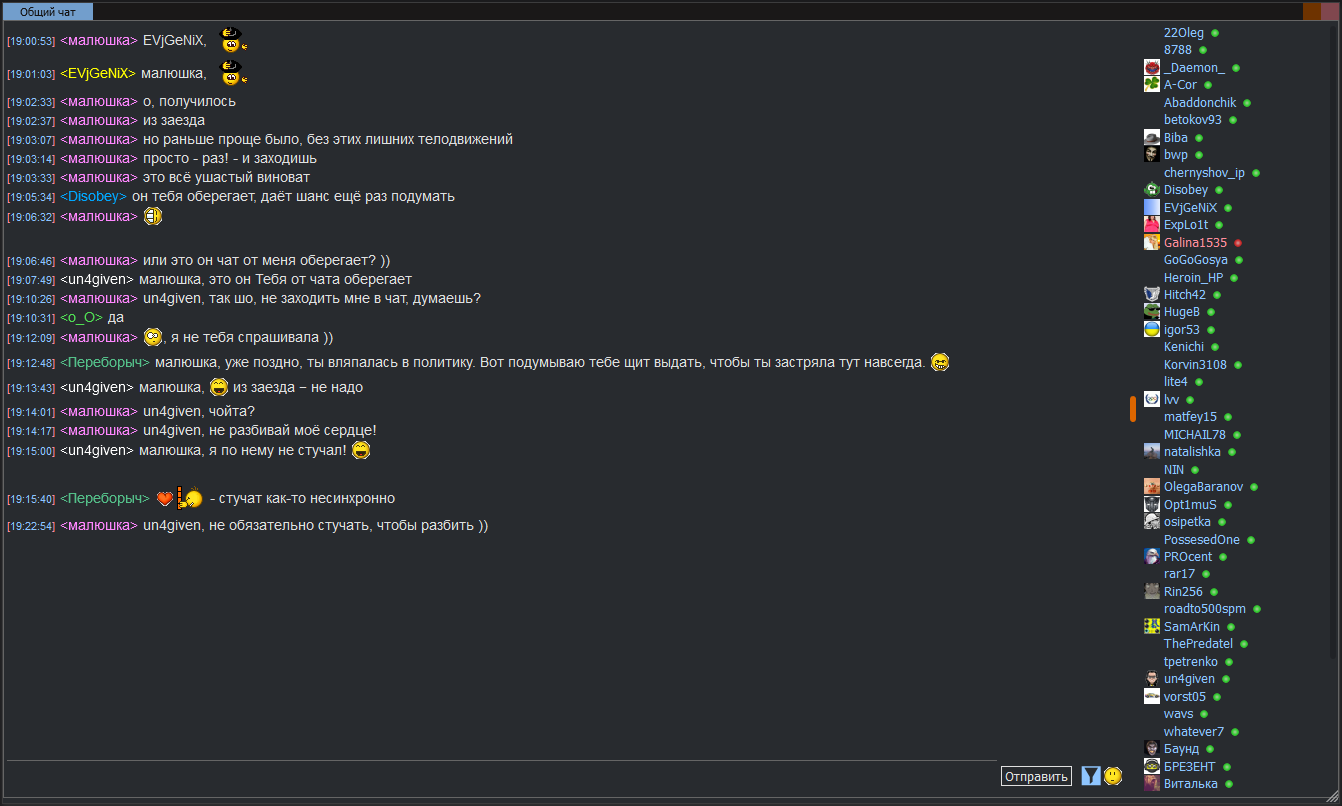 Общий чат
[19:00:53] <малюшка> EVjGeNiX,
[19:01:03] <EVjGeNiX> малюшка,
[19:02:33] <малюшка> о, получилось
[19:02:37] <малюшка> из заезда
[19:03:07] <малюшка> но раньше проще было, без этих лишних телодвижений
[19:03:14] <малюшка> просто - раз! - и заходишь
[19:03:33] <малюшка> это всё ушастый виноват
[19:05:34] <Disobey> он тебя оберегает, даёт шанс ещё раз подумать
[19:06:32] <малюшка>
[19:06:46] <малюшка> или это он чат от меня оберегает? ))
[19:07:49] <un4given> малюшка, это он Тебя от чата оберегает
[19:10:26] <малюшка> un4given, так шо, не заходить мне в чат, думаешь?
[19:10:31] <o_O> да
[19:12:09] <малюшка> , я не тебя спрашивала ))
[19:12:48] <Переборыч> малюшка, уже поздно, ты вляпалась в политику. Вот подумываю тебе щит выдать, чтобы ты застряла тут навсегда.
[19:13:43] <un4given> малюшка, из заезда – не надо
[19:14:01] <малюшка> un4given, чойта?
[19:14:17] <малюшка> un4given, не разбивай моё сердце!
[19:15:00] <un4given> малюшка, я по нему не стучал!
[19:15:40] <Переборыч> - стучат как-то несинхронно
[19:22:54] <малюшка> un4given, не обязательно стучать, чтобы разбить ))
Отправить
22Oleg
8788
_Daemon_
A-Cor
Abaddonchik
betokov93
Biba
bwp
chernyshov_ip
Disobey
EVjGeNiX
ExpLo1t
Galina1535
GoGoGosya
Heroin_HP
Hitch42
HugeB
igor53
Kenichi
Korvin3108
lite4
lvv
matfey15
MICHAIL78
natalishka
NIN
OlegaBaranov
Opt1muS
osipetka
PossesedOne
PROcent
rar17
Rin256
roadto500spm
SamArKin
ThePredatel
tpetrenko
un4given
vorst05
wavs
whatever7
Баунд
БРЕЗЕНТ
Виталька